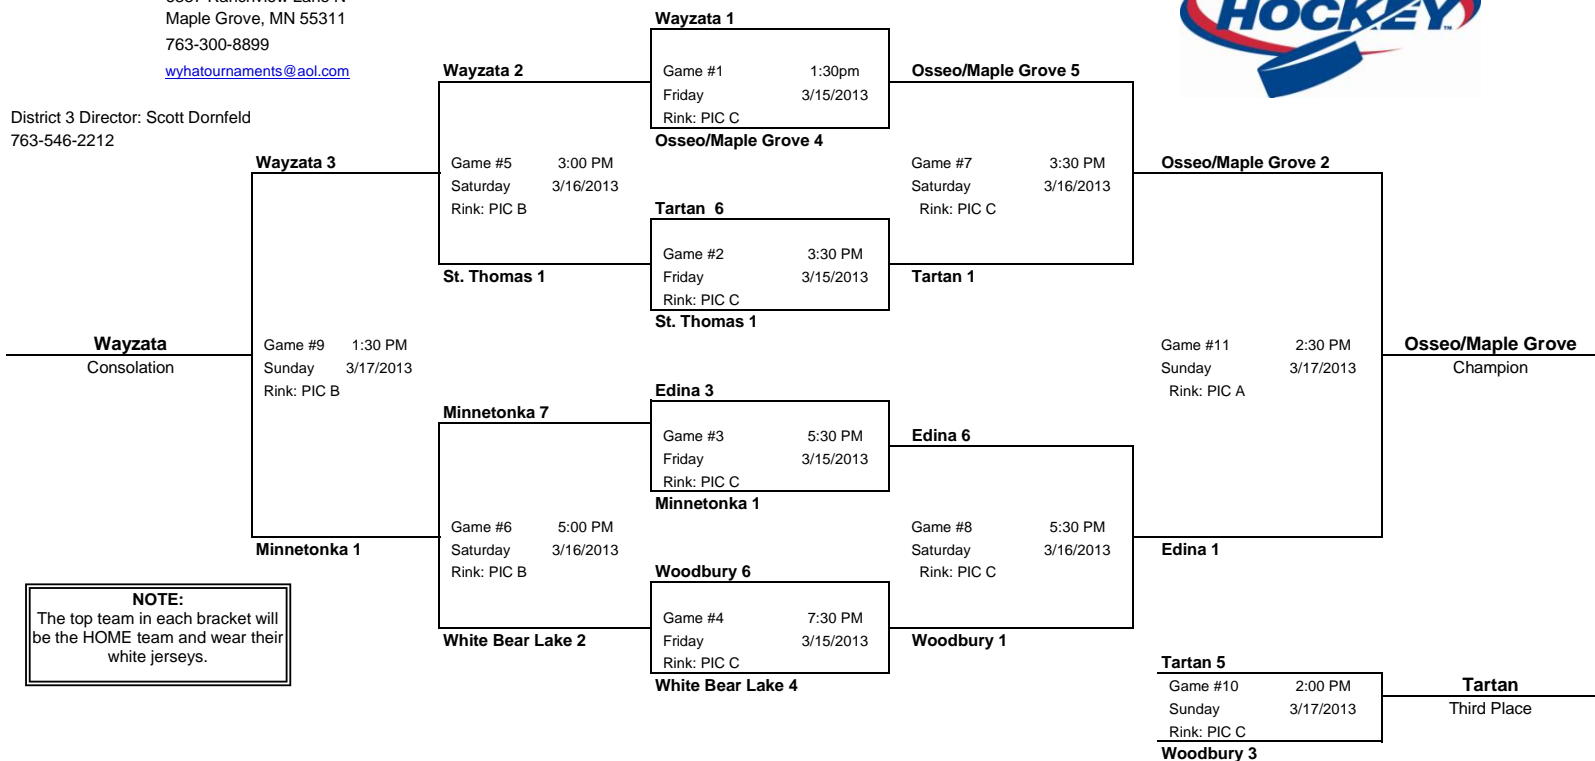 Maple Grove, MN 55311
763-300-8899
wyhatournaments@aol.com
HOCKEY
District 3 Director: Scott Dornfeld
763-546-2212
Wayzata 1
Game #1 1:30pm
Friday 3/15/2013
Rink: PIC C
Osseo/Maple Grove 4
Wayzata 2
Osseo/Maple Grove 5
Wayzata 3
Game #5 3:00 PM
Saturday 3/16/2013
Rink: PIC B
Game #7 3:30 PM
Saturday 3/16/2013
Rink: PIC C
Osseo/Maple Grove 2
Tartan  6
Game #2 3:30 PM
Friday 3/15/2013
Rink: PIC C
St. Thomas 1
St. Thomas 1
Tartan 1
Wayzata
Consolation
Game #9 1:30 PM
Sunday 3/17/2013
Rink: PIC B
Game #11 2:30 PM
Sunday 3/17/2013
Rink: PIC A
Osseo/Maple Grove
Champion
Edina 3
Game #3 5:30 PM
Friday 3/15/2013
Rink: PIC C
Minnetonka 1
Minnetonka 7
Edina 6
Game #6 5:00 PM
Saturday 3/16/2013
Rink: PIC B
Game #8 5:30 PM
Saturday 3/16/2013
Rink: PIC C
Minnetonka 1
Edina 1
Woodbury 6
Game #4 7:30 PM
Friday 3/15/2013
Rink: PIC C
White Bear Lake 4
White Bear Lake 2
Woodbury 1
NOTE:
The top team in each bracket will
be the HOME team and wear their
white jerseys.
Tartan 5
Game #10 2:00 PM
Sunday 3/17/2013
Rink: PIC C
Woodbury 3
Tartan
Third Place